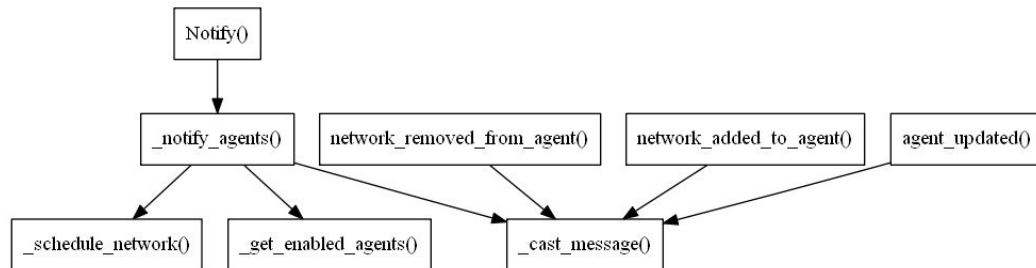 Notify()
_notify_agents()
network_removed_from_agent()
network_added_to_agent()
agent_updated()
_schedule_network()
_get_enabled_agents()
_cast_message()